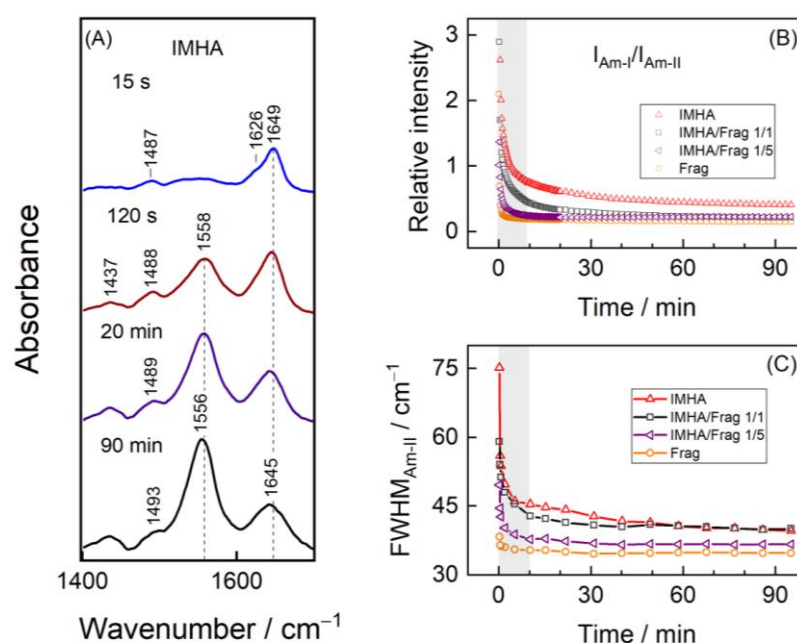 (A)
IMHA
15 s
1487
1626
1649
120 s
1437
1488
1558
20 min
1489
1556
90 min
1493
1645
1400
1600
Wavenumber / cm⁻¹
Absorbance
(B)
I_Am-I/I_Am-II
IMHA
IMHA/Frag 1/1
IMHA/Frag 1/5
Frag
3
2
1
0
Relative intensity
0 30 60 90
Time / min
(C)
IMHA
IMHA/Frag 1/1
IMHA/Frag 1/5
Frag
75
60
45
30
FWHM_Am-II / cm⁻¹
0 30 60 90
Time / min